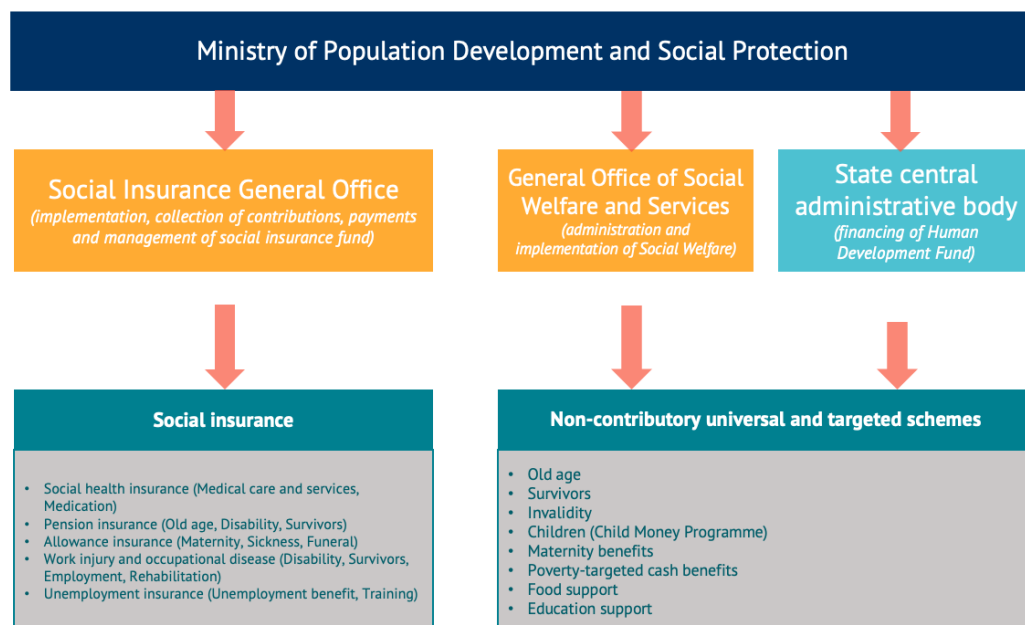 Ministry of Population Development and Social Protection
Social Insurance General Office
(implementation, collection of contributions, payments
and management of social insurance fund)
General Office of Social
Welfare and Services
(administration and
implementation of Social Welfare)
State central
administrative body
(financing of Human
Development Fund)
Social insurance
• Social health insurance (Medical care and services,
Medication)
• Pension insurance (Old age, Disability, Survivors)
• Allowance insurance (Maternity, Sickness, Funeral)
• Work injury and occupational disease (Disability, Survivors,
Employment, Rehabilitation)
• Unemployment insurance (Unemployment benefit, Training)
Non-contributory universal and targeted schemes
• Old age
• Survivors
• Invalidity
• Children (Child Money Programme)
• Maternity benefits
• Poverty-targeted cash benefits
• Food support
• Education support